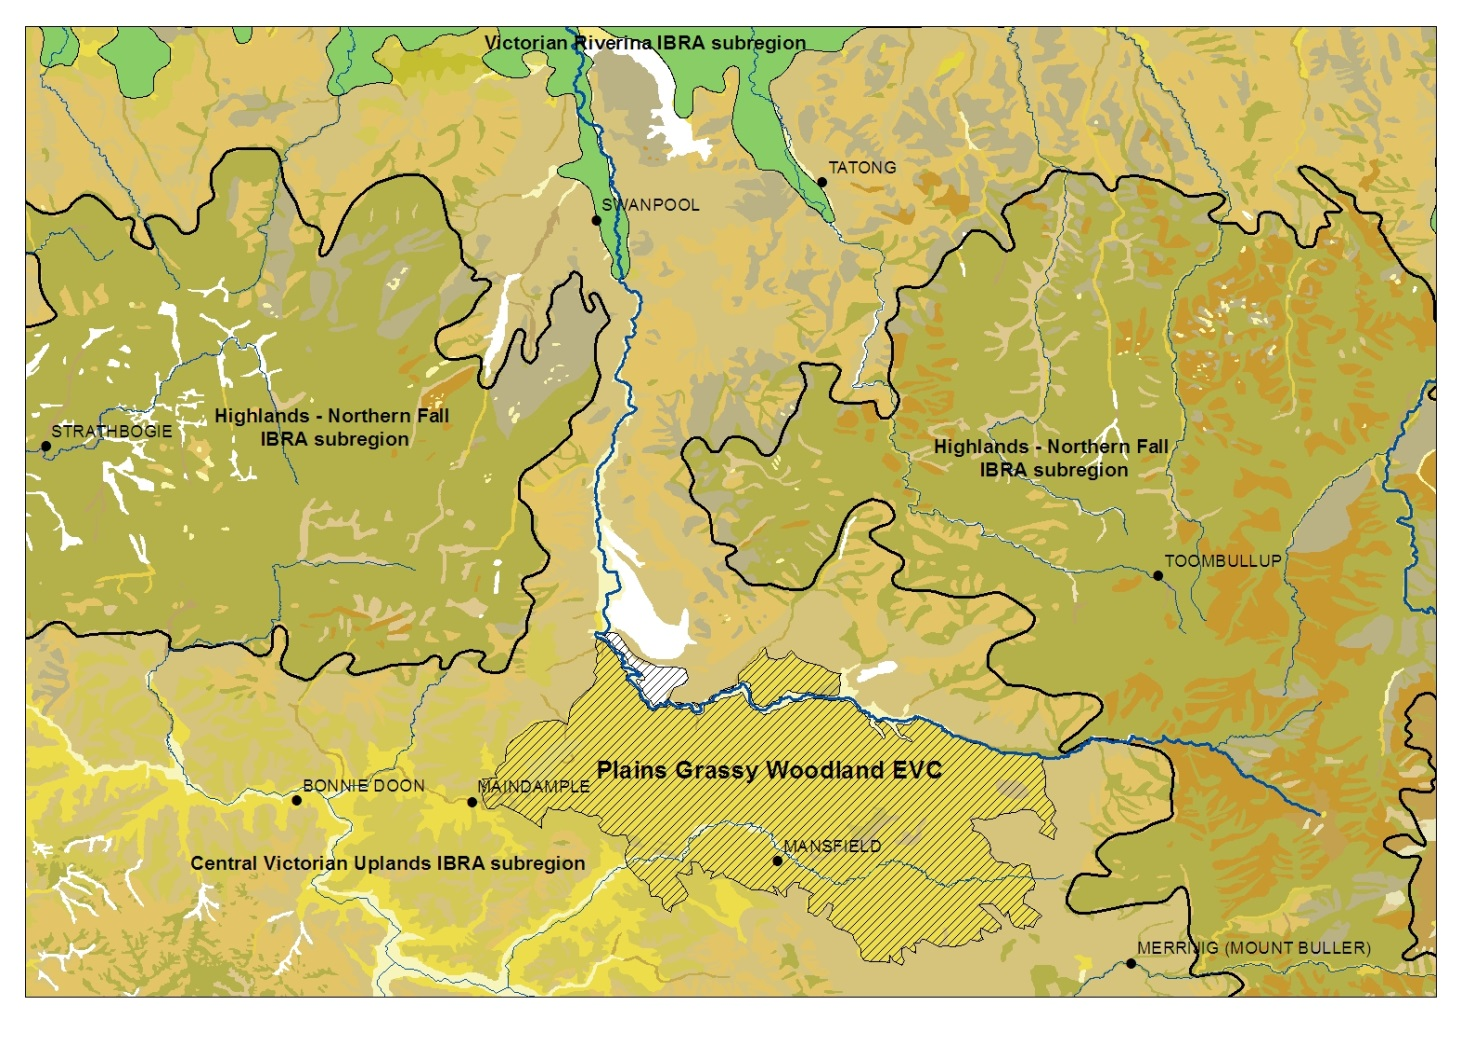 Victorian Riverina IBRA subregion
TATONG
SWANPOOL
Highlands - Northern Fall
IBRA subregion
STRATHBOGIE
Highlands - Northern Fall
IBRA subregion
TOOMBULLUP
Plains Grassy Woodland EVC
BONNIE DOON
MAINDAMPLE
MANSFIELD
Central Victorian Uplands IBRA subregion
MERRIJIG (MOUNT BULLER)